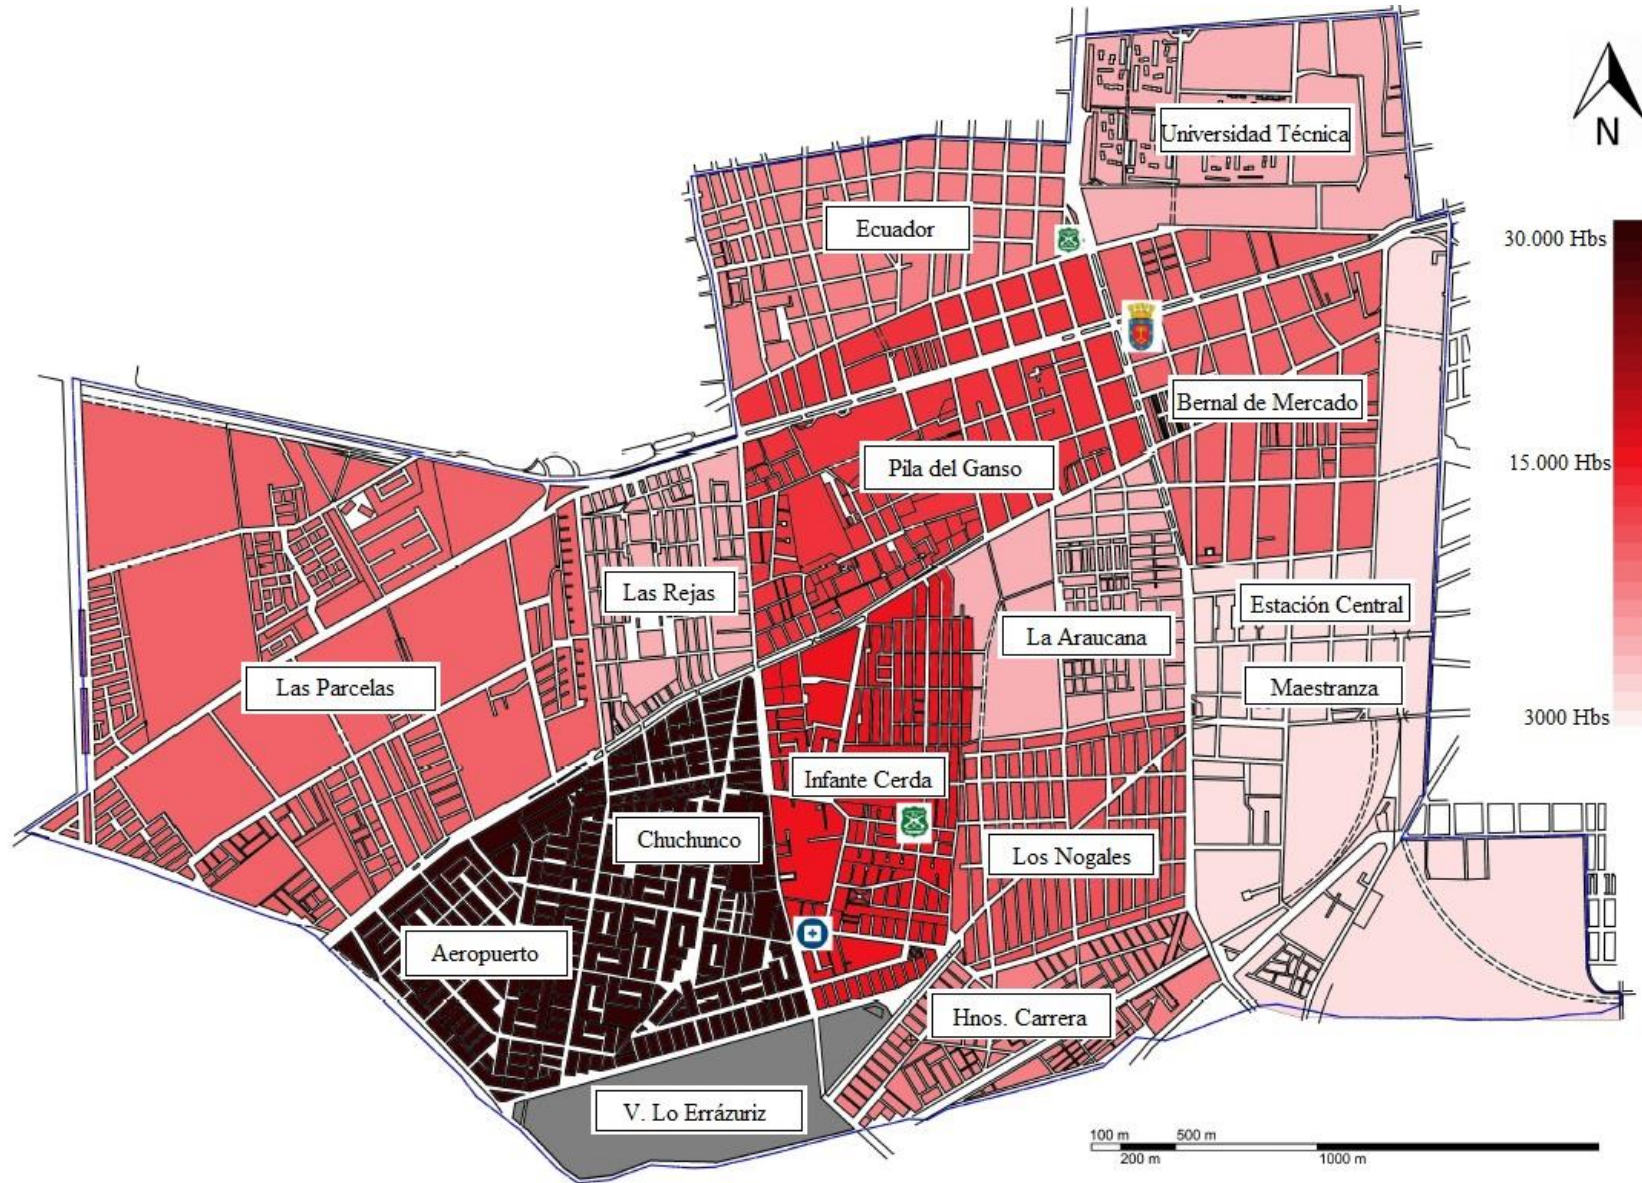 Universidad Técnica
N
Ecuador
30.000 Hbs
Bernal de Mercado
Pila del Ganso
15.000 Hbs
Las Rejas
Estación Central
La Araucana
Las Parcelas
Maestranza
3000 Hbs
Infante Cerda
Chuchunco
Los Nogales
Aeropuerto
Hnos. Carrera
V. Lo Errázuriz
100 m
500 m
200 m
1000 m